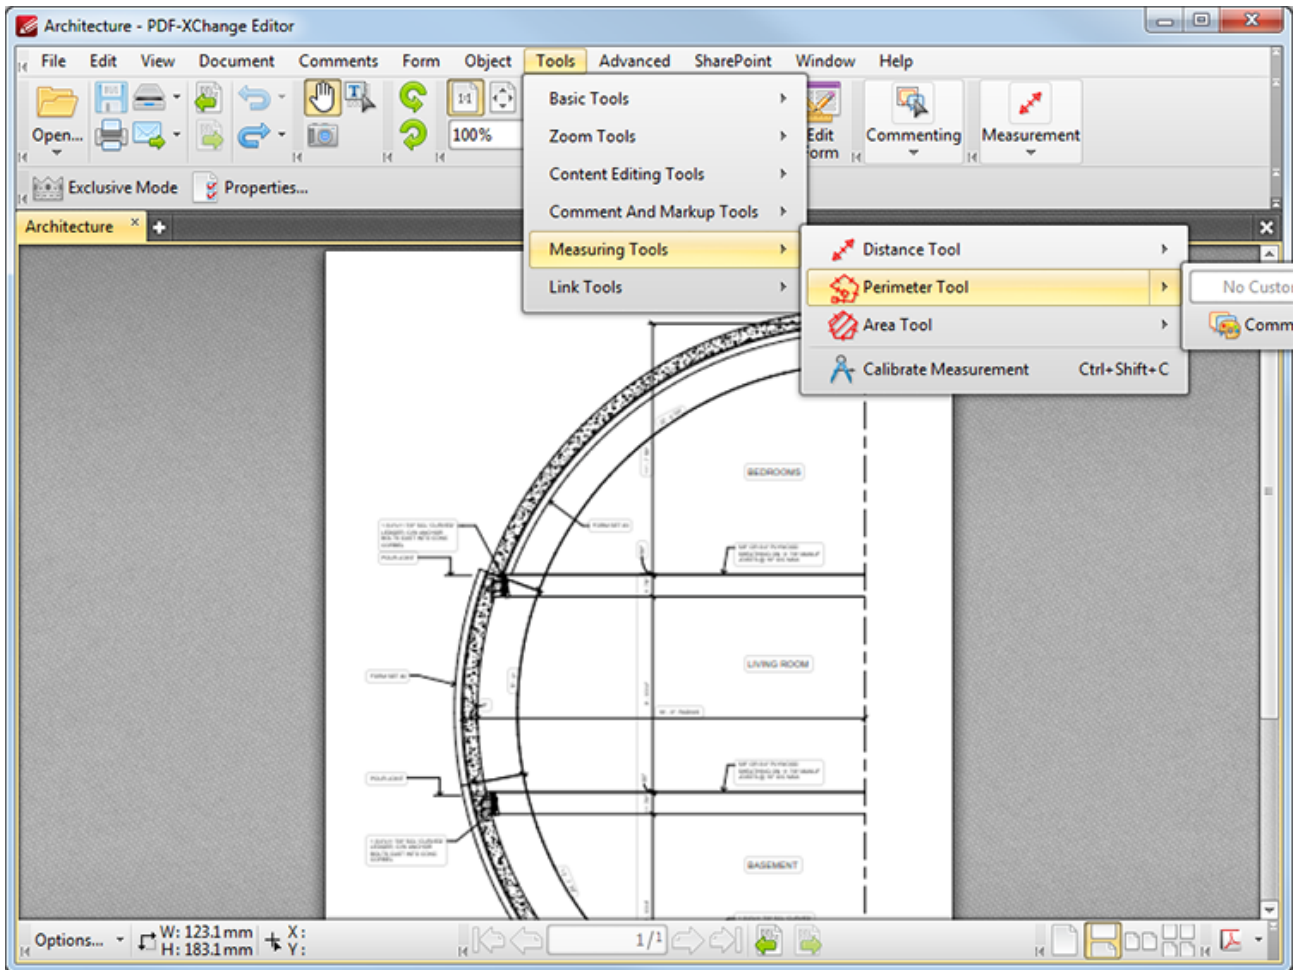 Architecture - PDF-XChange Editor
File Edit View Document Comments Form Object Tools Advanced SharePoint Window Help
Open...
100%
Edit Form
Commenting
Measurement
Exclusive Mode Properties...
Architecture
Basic Tools
Zoom Tools
Content Editing Tools
Comment And Markup Tools
Measuring Tools
Link Tools
Distance Tool
Perimeter Tool
Area Tool
Calibrate Measurement Ctrl+Shift+C
No Custo
Comm
BEDROOMS
LIVING ROOM
BASEMENT
Options...
W: 123.1 mm
H: 183.1 mm
X:
Y:
1/1